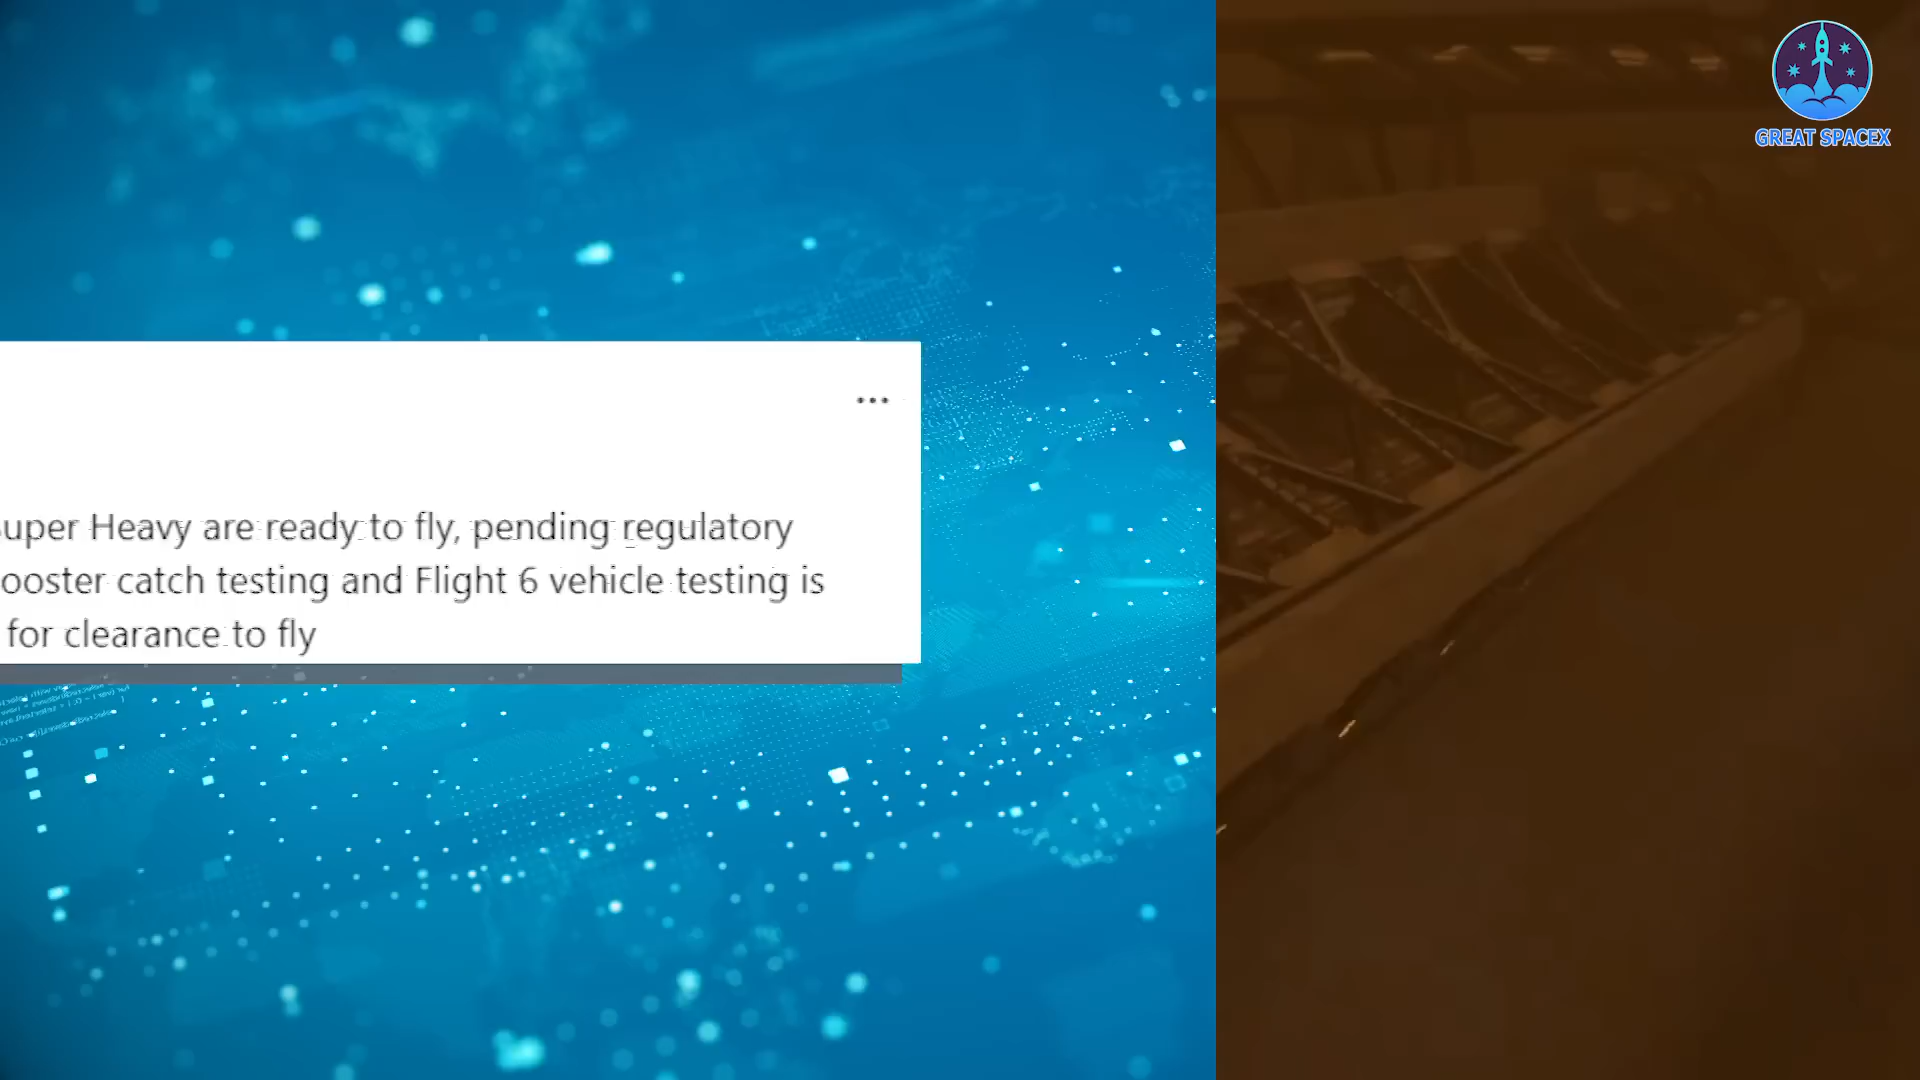 GREAT SPACEX
Super Heavy are ready to fly, pending regulatory
ooster catch testing and Flight 6 vehicle testing is
for clearance to fly